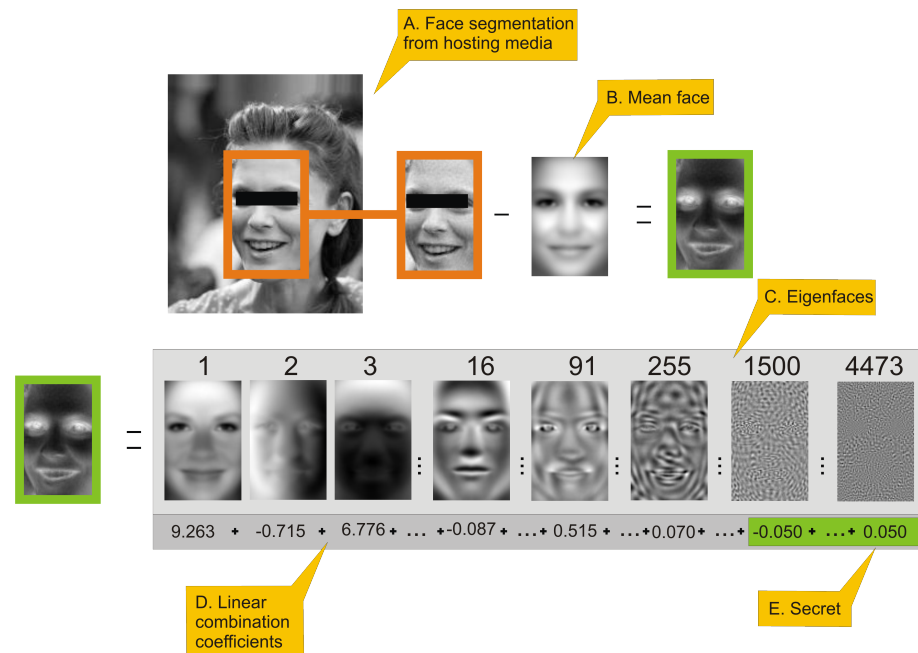 A. Face segmentation
from hosting media
B. Mean face
–
=
C. Eigenfaces
1 2 3 16 91 255 1500 4473
=
⋮ ⋮ ⋮ ⋮ ⋮
9.263 + -0.715 + 6.776 + ... + -0.087 + ... + 0.515 + ... + 0.070 + ... + -0.050 + ... + 0.050
D. Linear
combination
coefficients
E. Secret